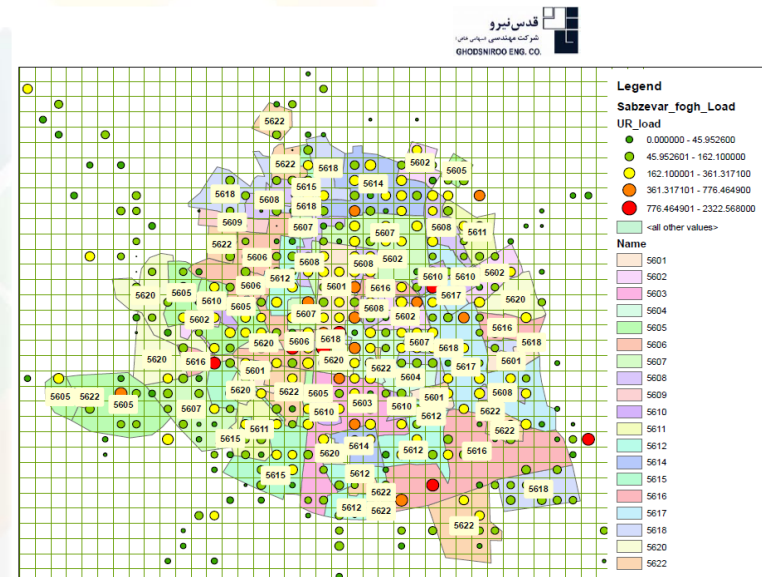 قدس نیرو
شرکت مهندسی (سهامی خاص)
GHODSNIROO ENG. CO.
Legend
Sabzevar_fogh_Load
UR_load
0.000000 - 45.952600
45.952601 - 162.100000
162.100001 - 361.317100
361.317101 - 776.464900
776.464901 - 2322.568000
<all other values>
Name
5601
5602
5603
5604
5605
5606
5607
5608
5609
5610
5611
5612
5614
5615
5616
5617
5618
5620
5622
5622
5622 5618 5602
5605
5618 5615 5614
5608 5618
5609 5607 5607 5608 5611
5622
5606 5608 5608 5602
5612 5610 5610 5602
5620 5605 5610 5606 5601 5616 5617 5620
5605 5607 5608 5602
5602 5616
5620 5606 5618 5607 5618 5618
5620 5616 5620 5622 5617 5601
5601 5604
5605 5622 5605 5620 5622 5605 5603 5601 5608
5607 5610 5610 5612 5622
5615 5611 5622
5620 5614 5612 5616
5615 5612
5622 5618
5612 5622
5622